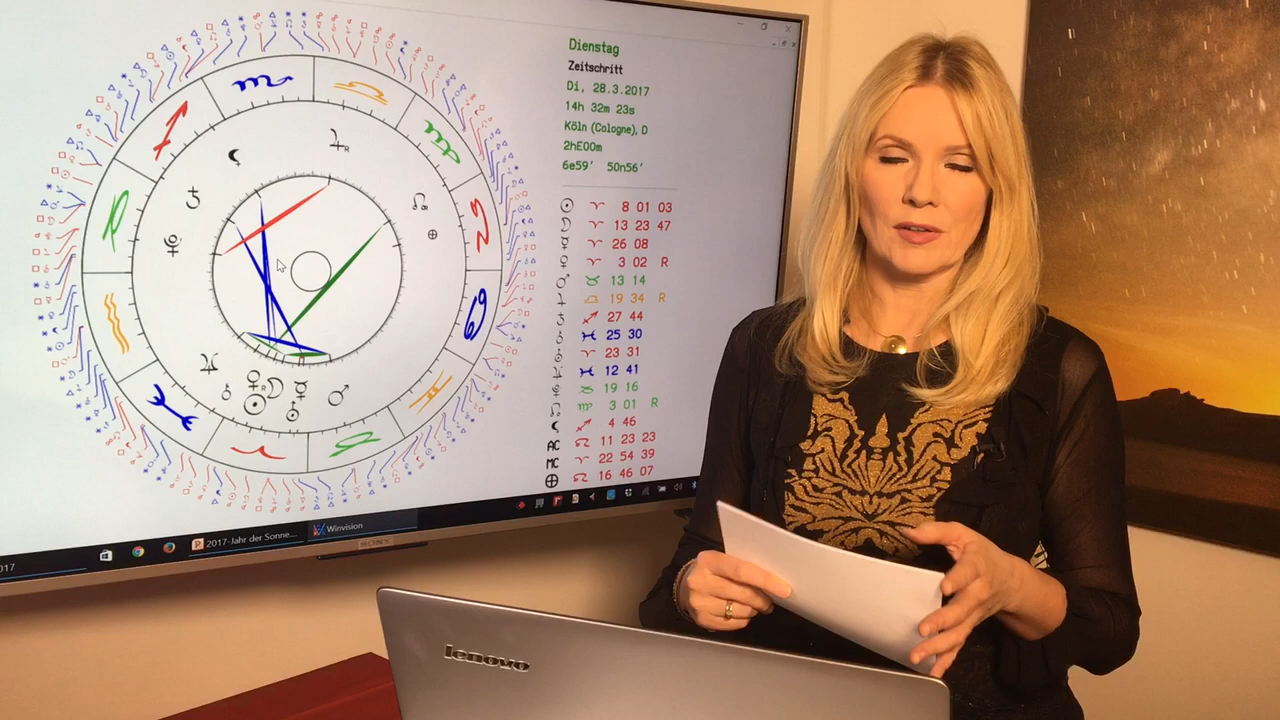 Dienstag
Zeitschritt
Di, 28.3.2017
14h 32m 23s
Köln (Cologne), D
2hE00m
6e59' 50n56'
☉ ♈ 8 01 03
☽ ♈ 13 23 47
☿ ♈ 26 08
♀ ♈ 3 02 R
♂ ♉ 13 14
♃ ♎ 19 34 R
♄ ♐ 27 44
⚷ ♓ 25 30
♅ ♈ 23 31
♆ ♓ 12 41
♇ ♑ 19 16
☊ ♍ 3 01 R
⚸ ♐ 4 46
AC ♌ 11 23 23
MC ♈ 22 54 39
⊕ ♌ 16 46 07
017
2017-Jahr der Sonne...
Winvision
SONY
lenovo